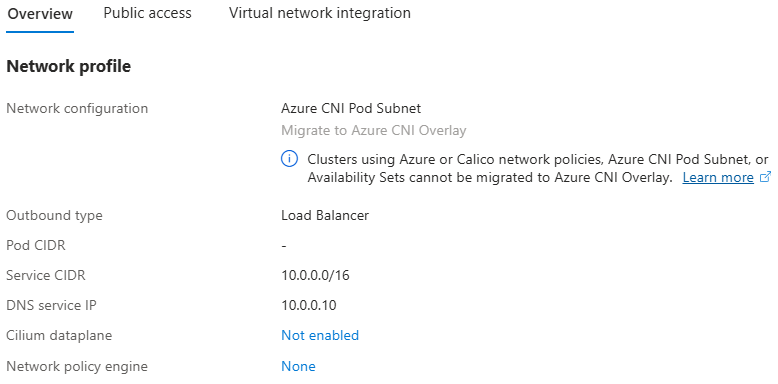 Overview Public access Virtual network integration
Network profile
Network configuration Azure CNI Pod Subnet
Migrate to Azure CNI Overlay
Clusters using Azure or Calico network policies, Azure CNI Pod Subnet, or
Availability Sets cannot be migrated to Azure CNI Overlay. Learn more
Outbound type Load Balancer
Pod CIDR -
Service CIDR 10.0.0.0/16
DNS service IP 10.0.0.10
Cilium dataplane Not enabled
Network policy engine None